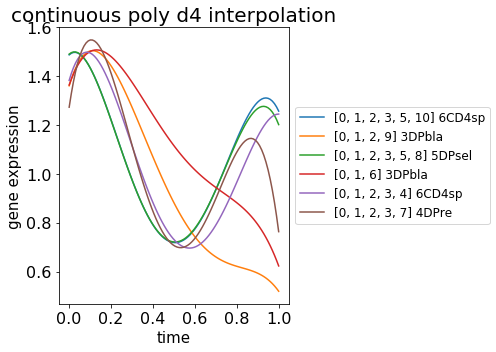 continuous poly d4 interpolation
gene expression
1.6
1.4
1.2
1.0
0.8
0.6
0.0 0.2 0.4 0.6 0.8 1.0
time
[0, 1, 2, 3, 5, 10] 6CD4sp
[0, 1, 2, 9] 3DPbla
[0, 1, 2, 3, 5, 8] 5DPsel
[0, 1, 6] 3DPbla
[0, 1, 2, 3, 4] 6CD4sp
[0, 1, 2, 3, 7] 4DPre